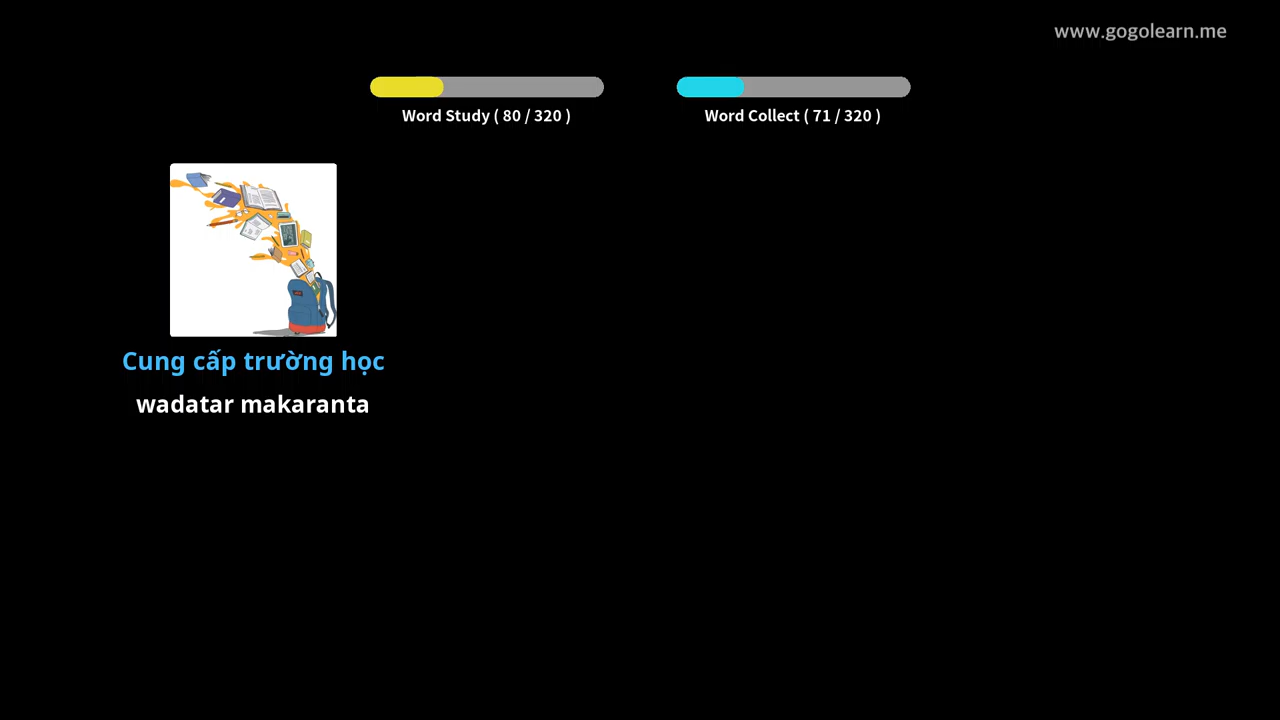 www.gogolearn.me
Word Study ( 80 / 320 )
Word Collect ( 71 / 320 )
Cung cấp trường học
wadatar makaranta